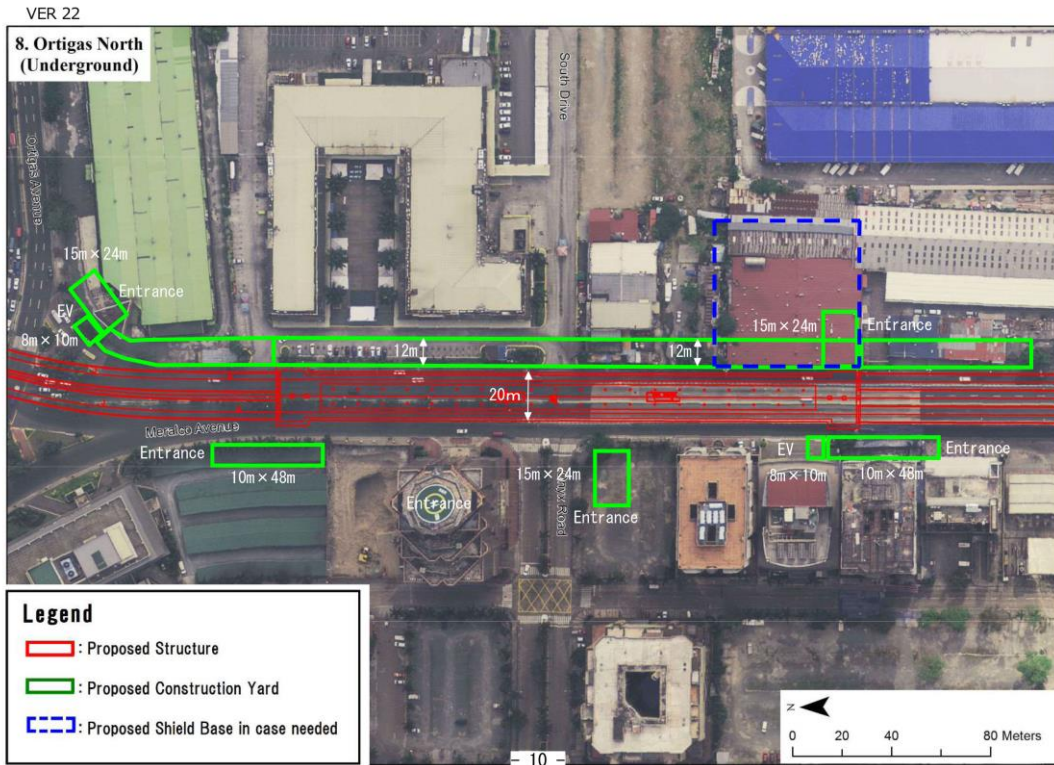 VER 22
8. Ortigas North
(Underground)
Ortigas Avenue
South Drive
15m×24m
Entrance
EV
8m×10m
12m
12m
15m×24m
Entrance
20m
Meralco Avenue
Entrance
10m×48m
Entrance
15m×24m
Road
Entrance
EV
8m×10m
10m×48m
Entrance
Legend
: Proposed Structure
: Proposed Construction Yard
: Proposed Shield Base in case needed
N
0 20 40 80 Meters
- 10 -